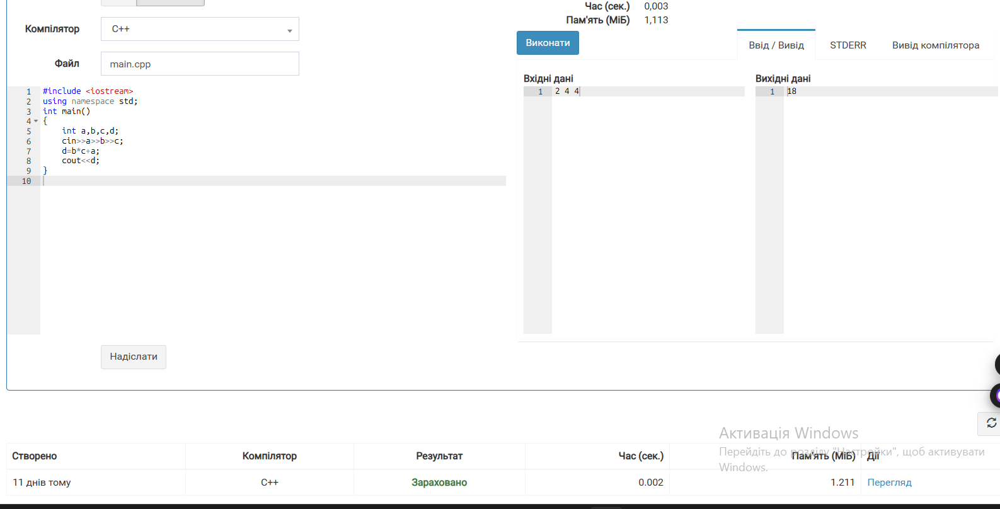 Час (сек.) 0,003
Пам'ять (МіБ) 1,113
Компілятор C++
Виконати
Ввід / Вивід STDERR Вивід компілятора
Файл main.cpp
Вхідні дані Вихідні дані
1 2 4 4
1 18
1 #include <iostream>
2 using namespace std;
3 int main()
4 {
5 int a,b,c,d;
6 cin>>a>>b>>c;
7 d=b*c+a;
8 cout<<d;
9 }
10
Надіслати
Активація Windows
Перейдіть до розділу "Настройки", щоб активувати
Windows.
Створено Компілятор Результат Час (сек.) Пам'ять (МіБ) Дії
11 днів тому C++ Зараховано 0.002 1.211 Перегляд